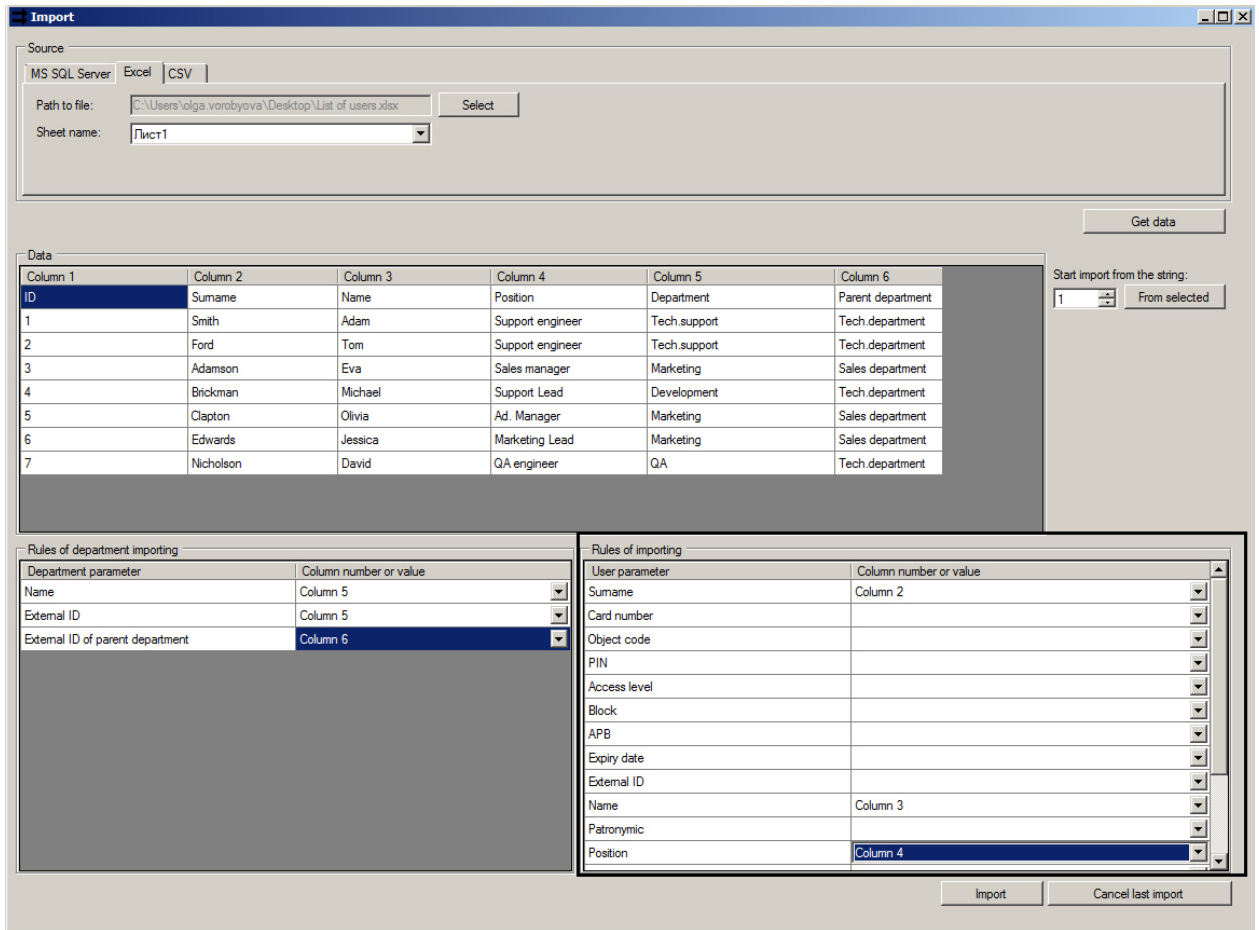 Import
Source
MS SQL Server Excel CSV
Path to file: C:\Users\olga.vorobyova\Desktop\List of users.xlsx Select
Sheet name: Лист1
Get data
Data
Column 1 Column 2 Column 3 Column 4 Column 5 Column 6
ID Surname Name Position Department Parent department
1 Smith Adam Support engineer Tech.support Tech.department
2 Ford Tom Support engineer Tech.support Tech.department
3 Adamson Eva Sales manager Marketing Sales department
4 Brickman Michael Support Lead Development Tech.department
5 Clapton Olivia Ad. Manager Marketing Sales department
6 Edwards Jessica Marketing Lead Marketing Sales department
7 Nicholson David QA engineer QA Tech.department
Start import from the string:
1 From selected
Rules of department importing
Department parameter Column number or value
Name Column 5
External ID Column 5
External ID of parent department Column 6
Rules of importing
User parameter Column number or value
Surname Column 2
Card number
Object code
PIN
Access level
Block
APB
Expiry date
External ID
Name Column 3
Patronymic
Position Column 4
Import Cancel last import